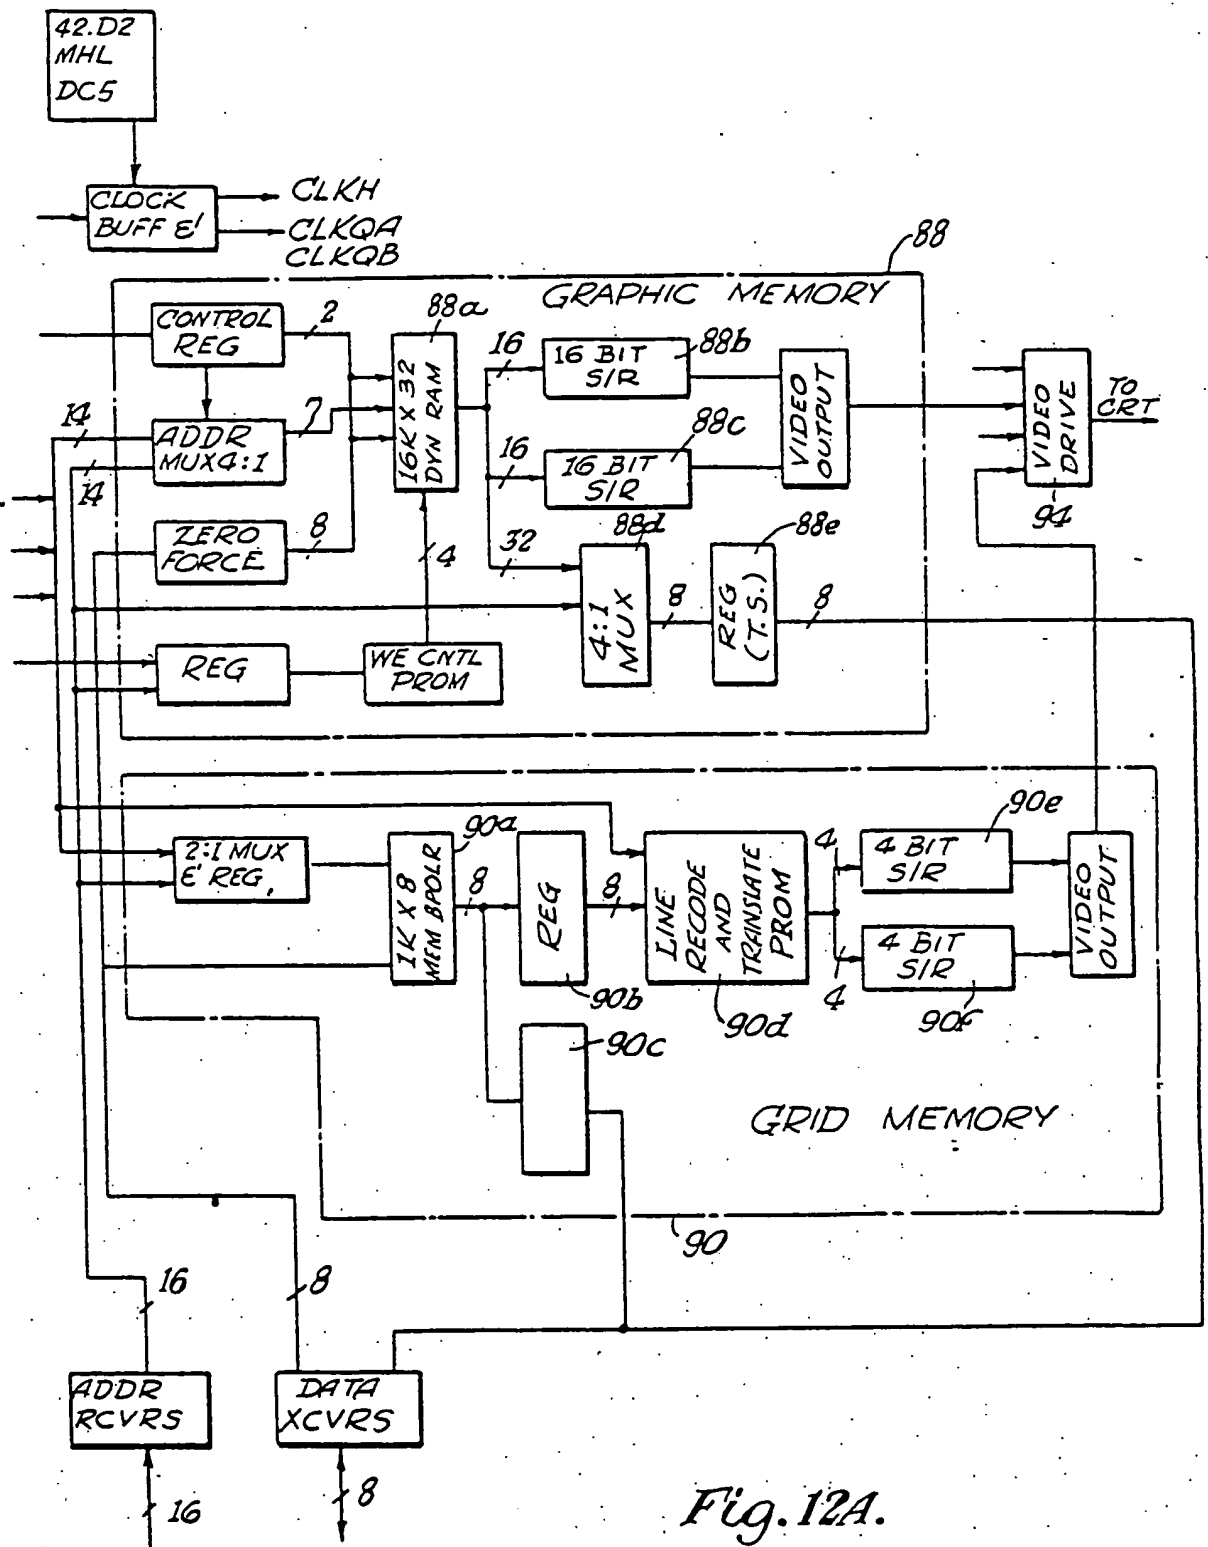 42.D2
MHL
DC5
CLOCK
BUFF &
CLKH
CLKQA
CLKQB
88
GRAPHIC MEMORY
CONTROL
REG
2
88a
16K X 32
DYN RAM
16
16 BIT
S/R
88b
VIDEO
OUTPUT
VIDEO
DRIVE
TO
CRT
94
14
ADDR
MUX 4:1
7
14
16
16 BIT
S/R
88c
ZERO
FORCE
8
4
32
88d
4:1
MUX
8
88e
REG
(T.S.)
8
REG
WE CNTL
PROM
2:1 MUX
& REG,
90a
1K X 8
MEM BPOLR
8
REG
90b
8
LINE
RECODE
AND
TRANSLATE
PROM
90d
4
4 BIT
S/R
90e
4
4 BIT
S/R
90f
VIDEO
OUTPUT
90c
GRID MEMORY
90
16
8
ADDR
RCVRS
DATA
XCVRS
16
8
Fig. 12A.